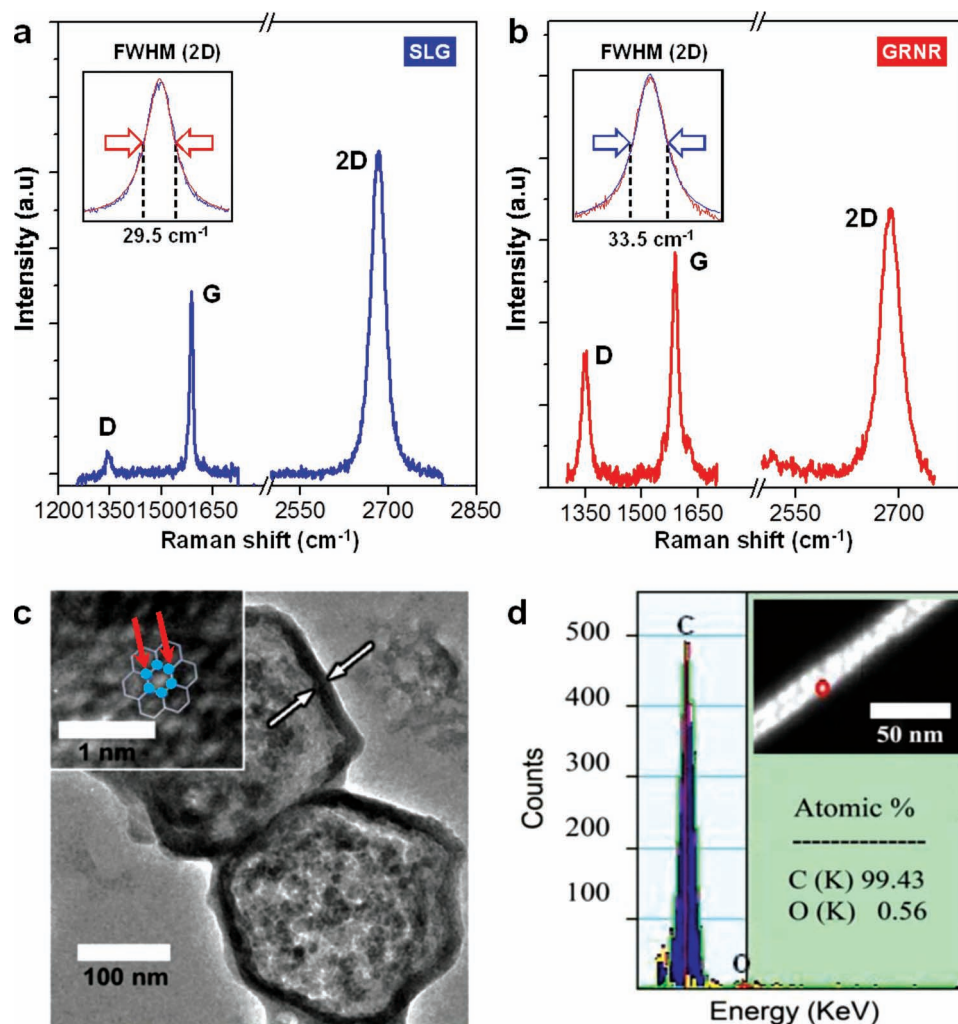 a
FWHM (2D)
SLG
29.5 cm-1
2D
G
D
Intensity (a.u)
1200 1350 1500 1650 2550 2700 2850
Raman shift (cm-1)
b
FWHM (2D)
GRNR
33.5 cm-1
2D
G
D
Intensity (a.u)
1350 1500 1650 2550 2700
Raman shift (cm-1)
c
1 nm
100 nm
d
C
500
400
300
200
100
Counts
50 nm
Atomic %
--------------
C (K) 99.43
O (K) 0.56
O
Energy (KeV)